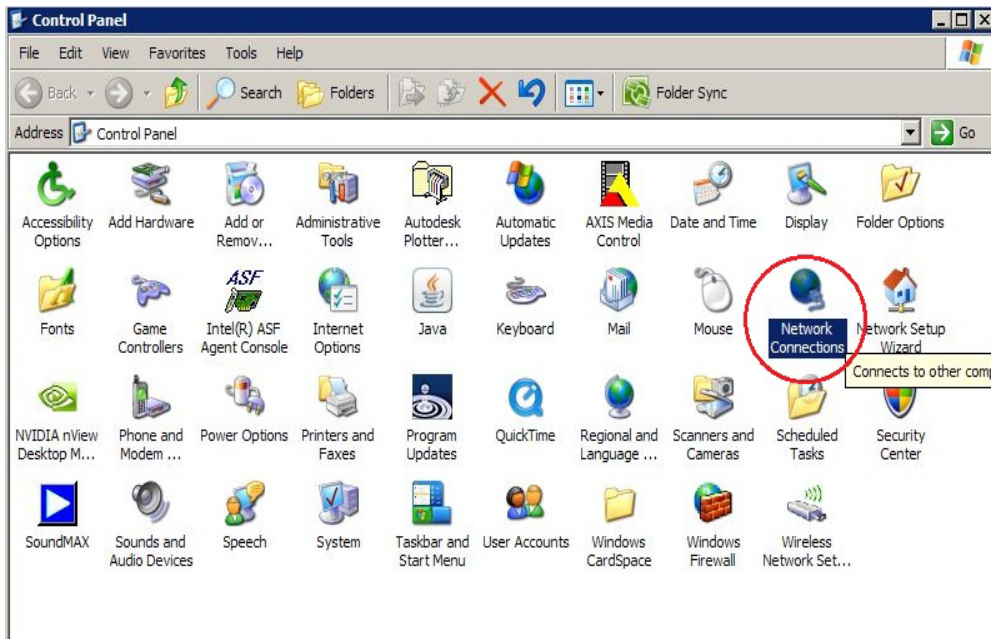 Control Panel
File Edit View Favorites Tools Help
Back Search Folders Folder Sync
Address Control Panel Go
Accessibility Options
Add Hardware
Add or Remov...
Administrative Tools
Autodesk Plotter...
Automatic Updates
AXIS Media Control
Date and Time
Display
Folder Options
Fonts
Game Controllers
ASF
Intel(R) ASF Agent Console
Internet Options
Java
Keyboard
Mail
Mouse
Network Connections
Network Setup Wizard
Connects to other comp
NVIDIA nView Desktop M...
Phone and Modem ...
Power Options
Printers and Faxes
Program Updates
QuickTime
Regional and Language ...
Scanners and Cameras
Scheduled Tasks
Security Center
SoundMAX
Sounds and Audio Devices
Speech
System
Taskbar and Start Menu
User Accounts
Windows CardSpace
Windows Firewall
Wireless Network Set...